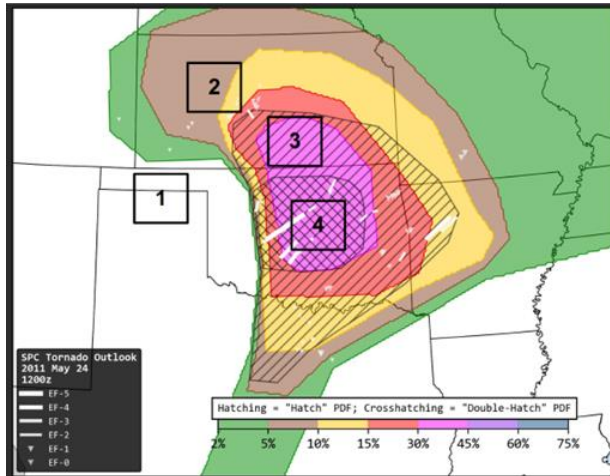 2
3
1
4
SPC Tornado Outlook
2011 May 24
1200z
EF-5
EF-4
EF-3
EF-2
EF-1
EF-0
Hatching = "Hatch" PDF; Crosshatching = "Double-Hatch" PDF
2% 5% 10% 15% 30% 45% 60% 75%